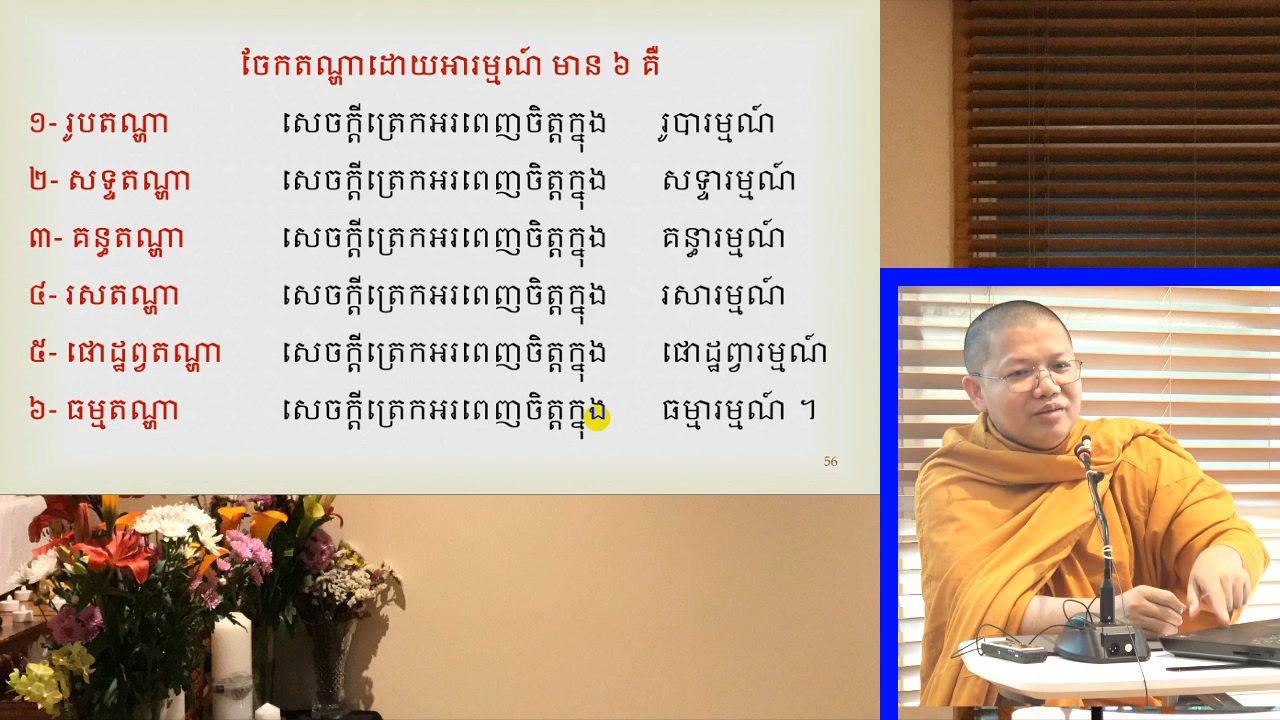 ចែកតណ្ហាដោយអារម្មណ៍ មាន ៦ គឺ
១- រូបតណ្ហា សេចក្តីត្រេកអរពេញចិត្តក្នុង រូបារម្មណ៍
២- សទ្ទតណ្ហា សេចក្តីត្រេកអរពេញចិត្តក្នុង សទ្ទារម្មណ៍
៣- គន្ធតណ្ហា សេចក្តីត្រេកអរពេញចិត្តក្នុង គន្ធារម្មណ៍
៤- រសតណ្ហា សេចក្តីត្រេកអរពេញចិត្តក្នុង រសារម្មណ៍
៥- ផោដ្ឋព្វតណ្ហា សេចក្តីត្រេកអរពេញចិត្តក្នុង ផោដ្ឋព្វារម្មណ៍
៦- ធម្មតណ្ហា សេចក្តីត្រេកអរពេញចិត្តក្នុង ធម្មារម្មណ៍ ។
56